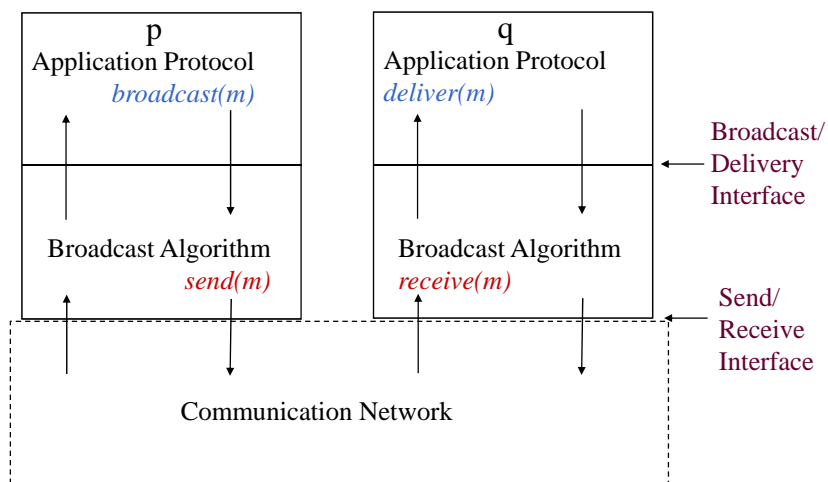 p
Application Protocol
broadcast(m)
Broadcast Algorithm
send(m)
q
Application Protocol
deliver(m)
Broadcast Algorithm
receive(m)
Broadcast/
Delivery
Interface
Send/
Receive
Interface
Communication Network